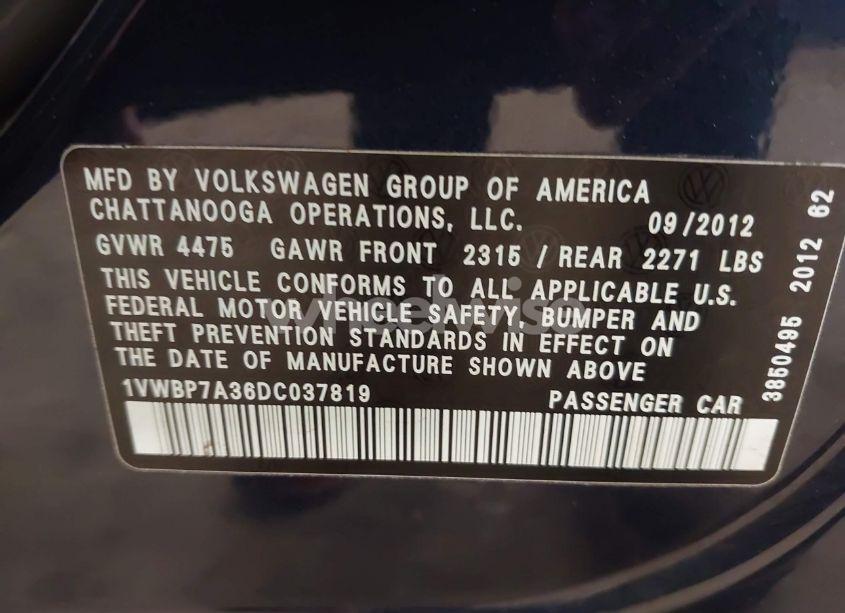 MFD BY VOLKSWAGEN GROUP OF AMERICA
CHATTANOOGA OPERATIONS, LLC. 09/2012
GVWR 4475 GAWR FRONT 2315 / REAR 2271 LBS
THIS VEHICLE CONFORMS TO ALL APPLICABLE U.S.
FEDERAL MOTOR VEHICLE SAFETY, BUMPER AND
THEFT PREVENTION STANDARDS IN EFFECT ON
THE DATE OF MANUFACTURE SHOWN ABOVE
1VWBP7A36DC037819 PASSENGER CAR
3850495 2012 62
wheelwise